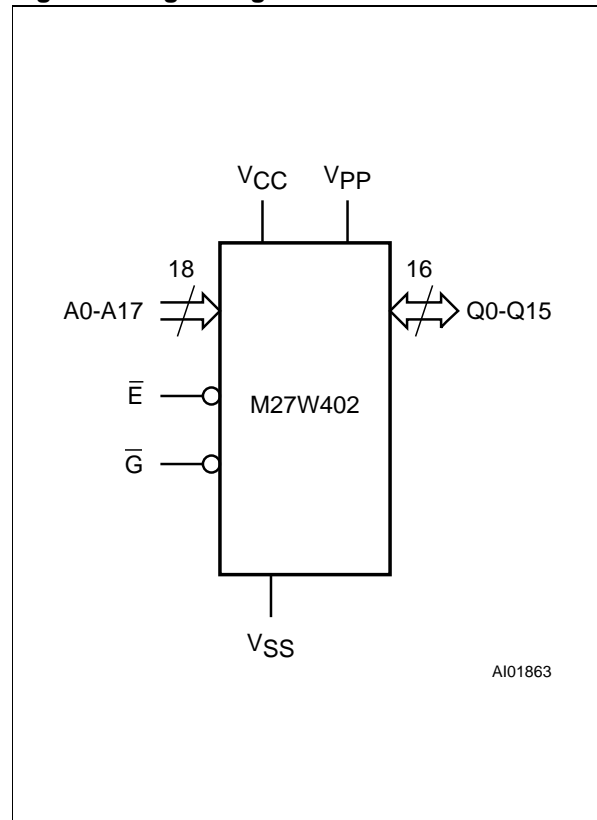 VCC VPP
18 16
A0-A17 Q0-Q15
E̅
M27W402
G̅
VSS
AI01863